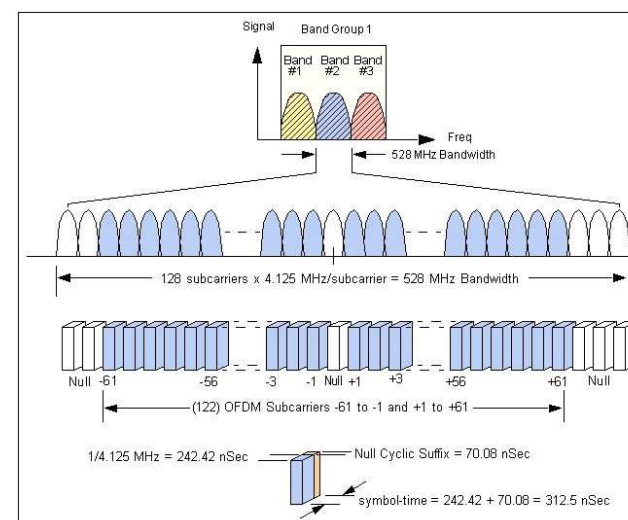 Signal
Band Group 1
Band #1
Band #2
Band #3
Freq
528 MHz Bandwidth
128 subcarriers x 4.125 MHz/subcarrier = 528 MHz Bandwidth
Null -61 -56 -3 -1 Null +1 +3 +56 +61 Null
(122) OFDM Subcarriers -61 to -1 and +1 to +61
1/4.125 MHz = 242.42 nSec
Null Cyclic Suffix = 70.08 nSec
symbol-time = 242.42 + 70.08 = 312.5 nSec